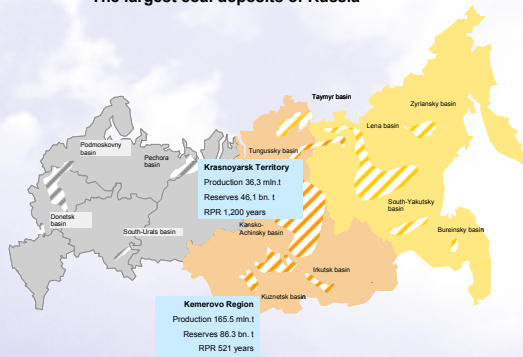 The largest coal deposits of Russia
Taymyr basin
Zyriansky basin
Lena basin
Podmoskovny
basin
Pechora
basin
Tungussky basin
Krasnoyarsk Territory
Production 36,3 mln.t
Reserves 46,1 bn. t
RPR 1,200 years
South-Yakutsky
basin
Donetsk
basin
Kansko-
Achinsky basin
South-Urals basin
Bureinsky basin
Irkutsk basin
Kuznetsk basin
Kemerovo Region
Production 165.5 mln.t
Reserves 86.3 bn. t
RPR 521 years